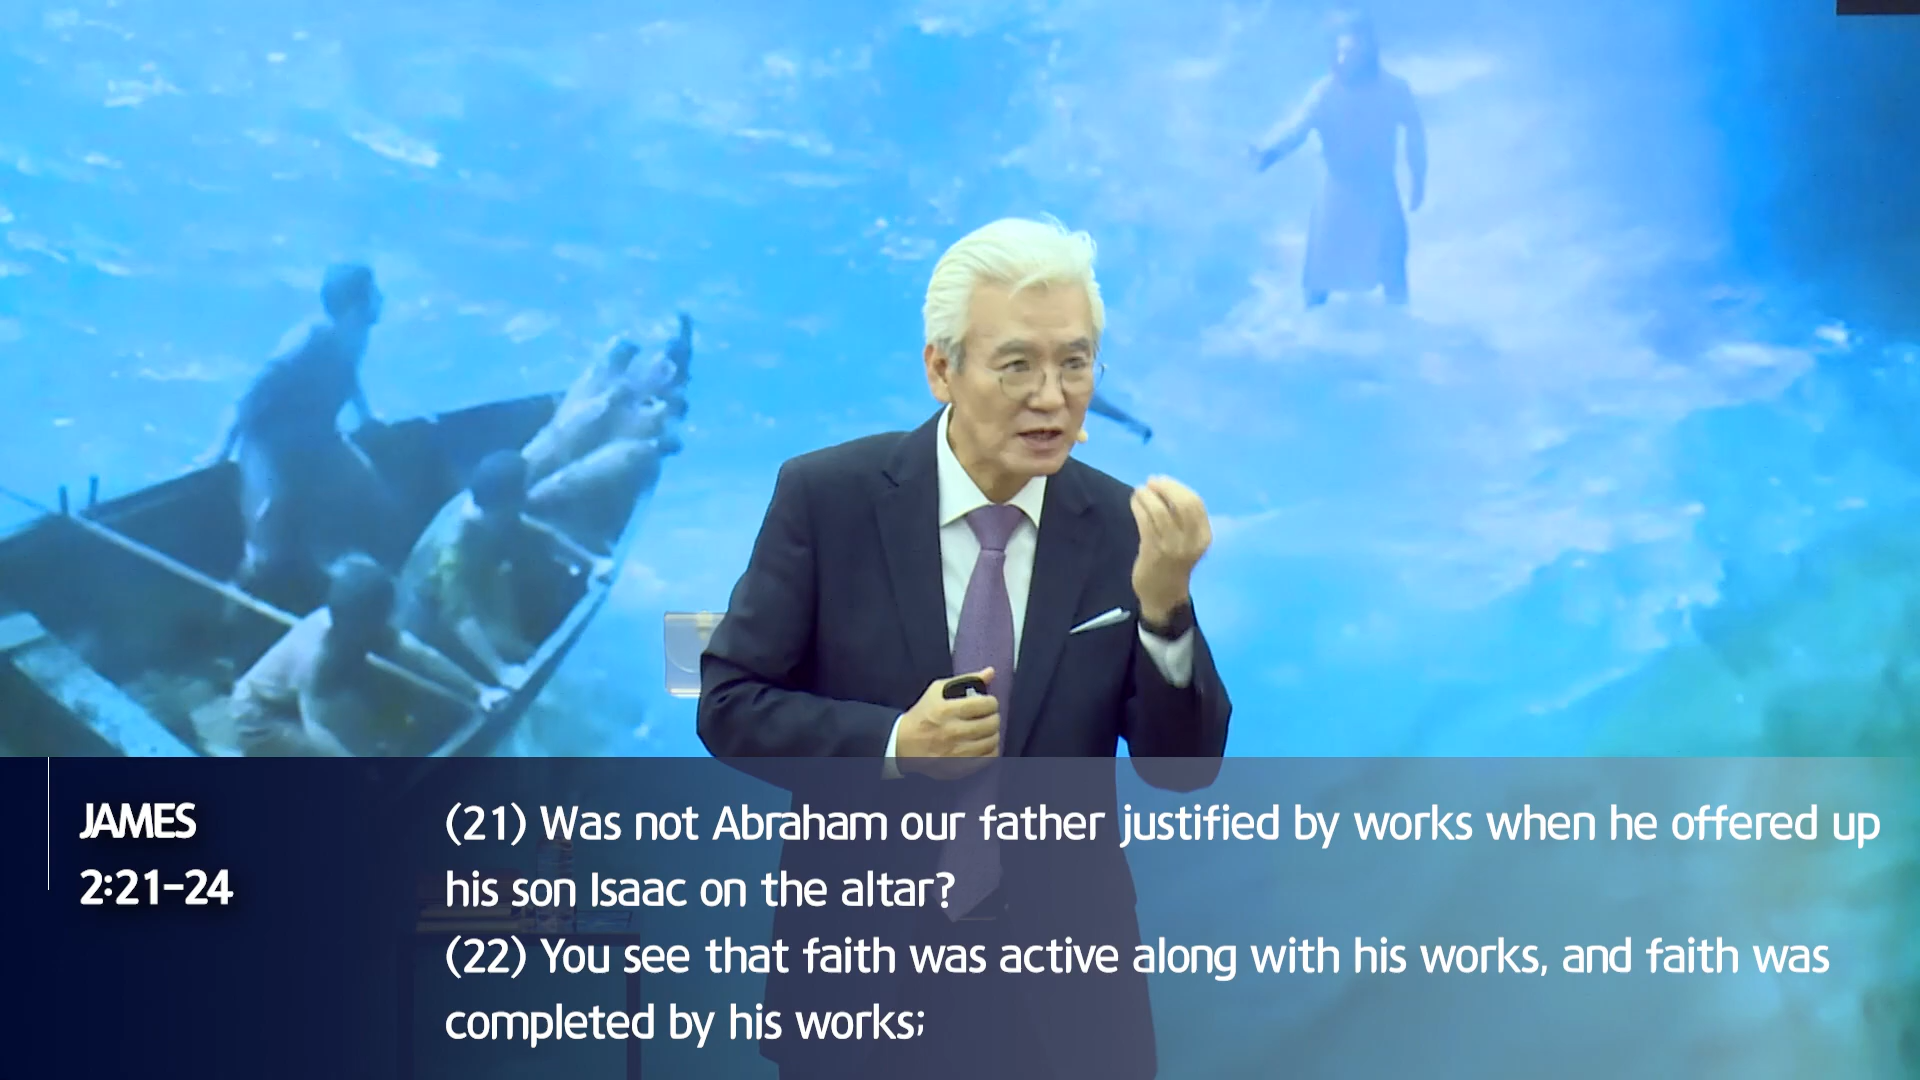 JAMES
2:21-24
(21) Was not Abraham our father justified by works when he offered up
his son Isaac on the altar?
(22) You see that faith was active along with his works, and faith was
completed by his works;